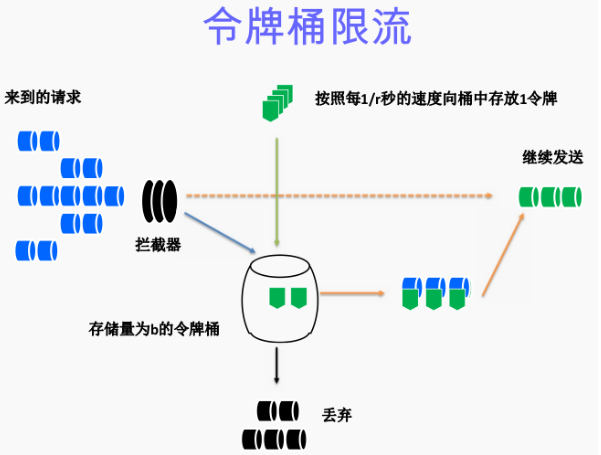 令牌桶限流
来到的请求
按照每1/r秒的速度向桶中存放1令牌
继续发送
拦截器
存储量为b的令牌桶
丢弃